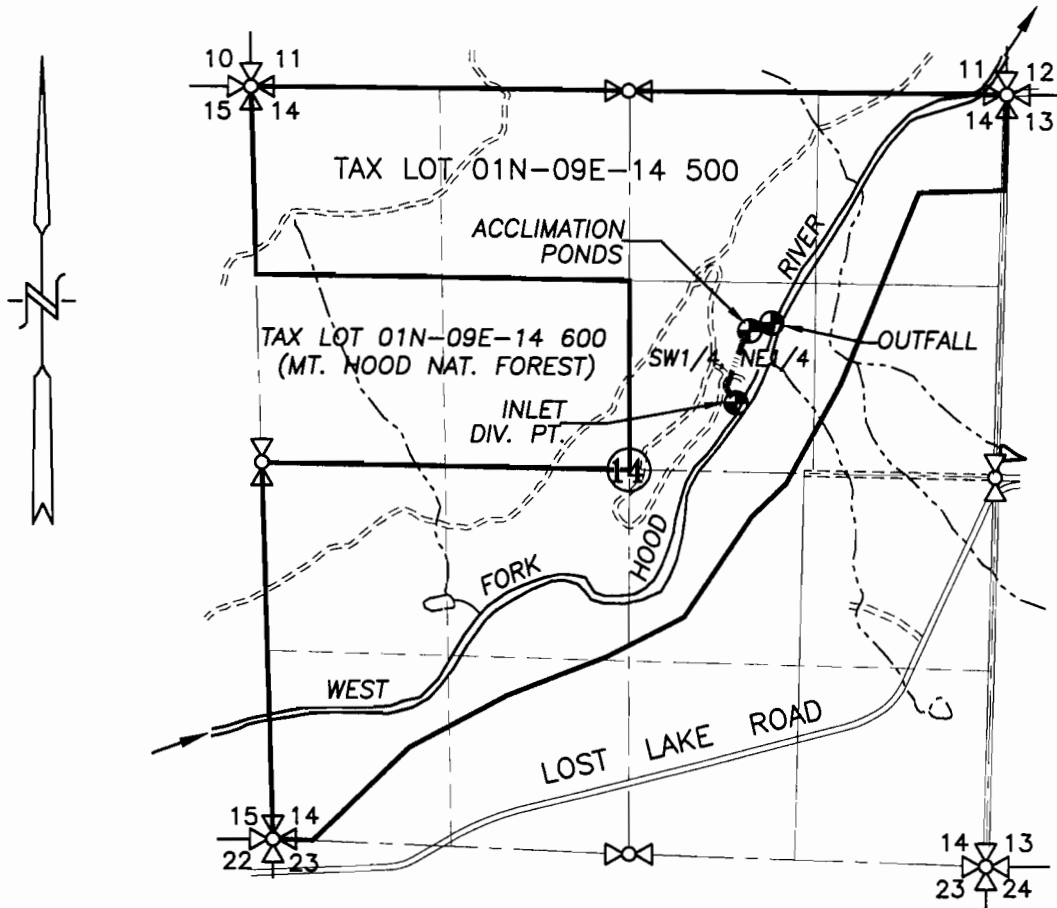 10 11
15 14
11 12
14 13
TAX LOT 01N-09E-14 500
ACCLIMATION
PONDS
RIVER
N
TAX LOT 01N-09E-14 600
(MT. HOOD NAT. FOREST)
SW1/4, NE1/4
OUTFALL
INLET
DIV. PT.
14
HOOD
FORK
WEST
LOST LAKE ROAD
15 14
22 23
14 13
23 24